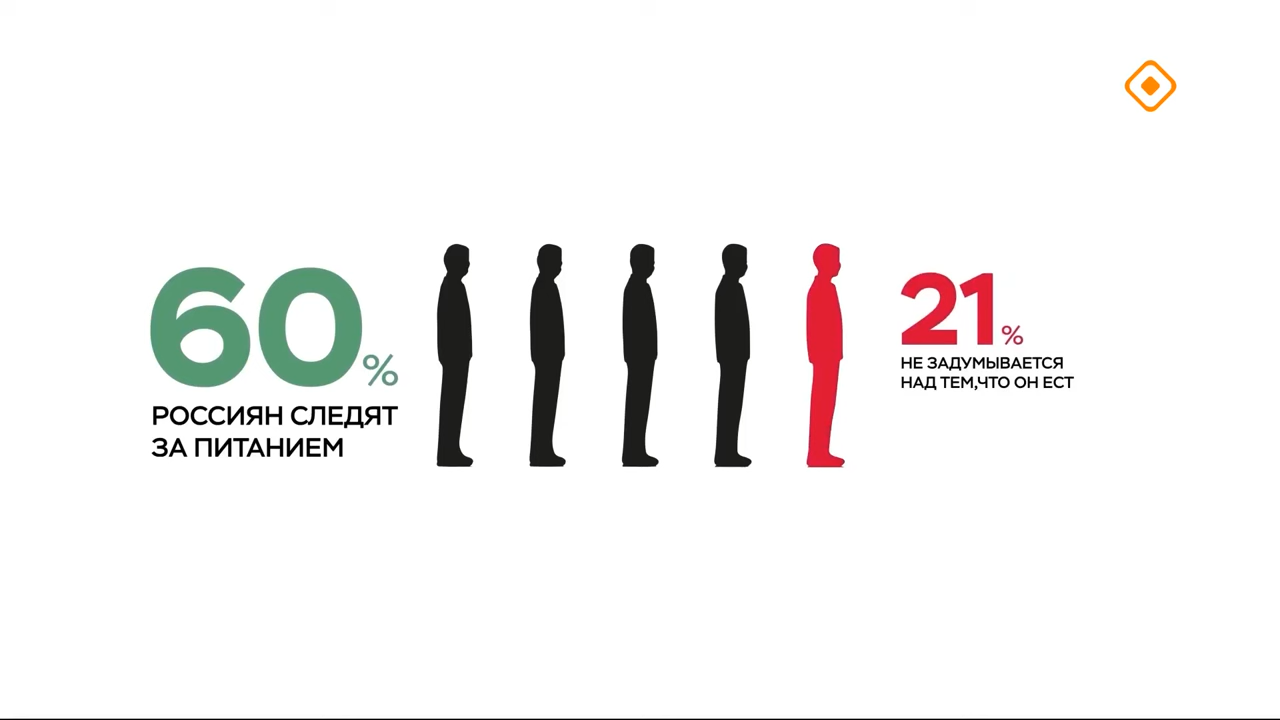 60%
РОССИЯН СЛЕДЯТ
ЗА ПИТАНИЕМ
21%
НЕ ЗАДУМЫВАЕТСЯ
НАД ТЕМ,ЧТО ОН ЕСТ